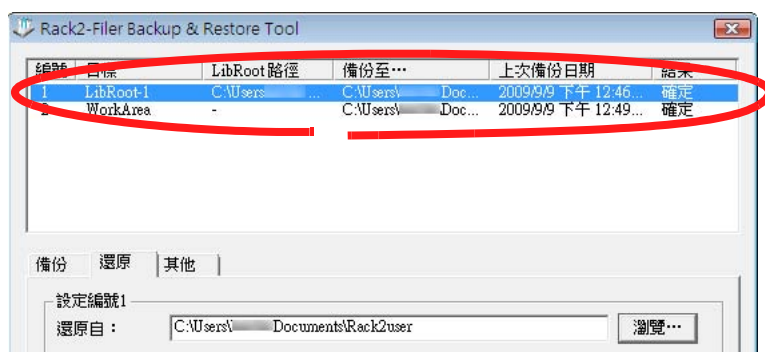 Rack2-Filer Backup & Restore Tool
編號 目標 LibRoot路徑 備份至… 上次備份日期 結果
1 LibRoot-1 C:\Users ... C:\Users\ Doc... 2009/9/9 下午 12:46... 確定
2 WorkArea - C:\Users\ Doc... 2009/9/9 下午 12:49... 確定
備份 還原 其他
設定編號1
還原自： C:\Users\ Documents\Rack2user 瀏覽…